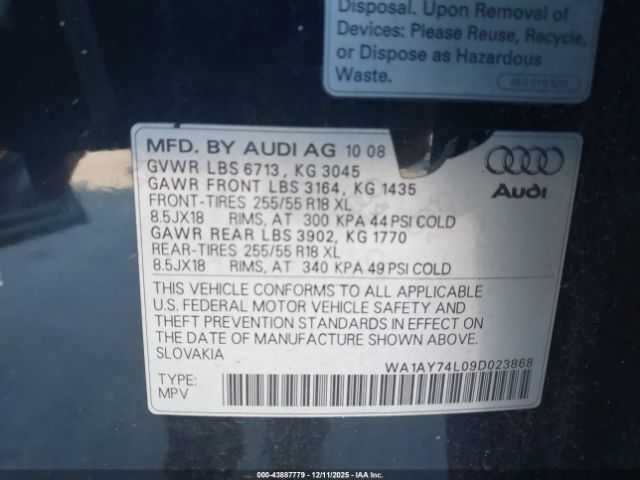 Disposal. Upon Removal of
Devices: Please Reuse, Recycle,
or Dispose as Hazardous
Waste.
4E0 010 520
MFD. BY AUDI AG 10 08
GVWR LBS 6713, KG 3045
GAWR FRONT LBS 3164, KG 1435
FRONT-TIRES 255/55 R18 XL
8.5JX18 RIMS, AT 300 KPA 44 PSI COLD
GAWR REAR LBS 3902, KG 1770
REAR-TIRES 255/55 R18 XL
8.5JX18 RIMS, AT 340 KPA 49 PSI COLD
Audi
THIS VEHICLE CONFORMS TO ALL APPLICABLE
U.S. FEDERAL MOTOR VEHICLE SAFETY AND
THEFT PREVENTION STANDARDS IN EFFECT ON
THE DATE OF MANUFACTURE SHOWN ABOVE.
SLOVAKIA
WA1AY74L09D023868
TYPE:
MPV
000-43887779 - 12/11/2025 - IAA Inc.